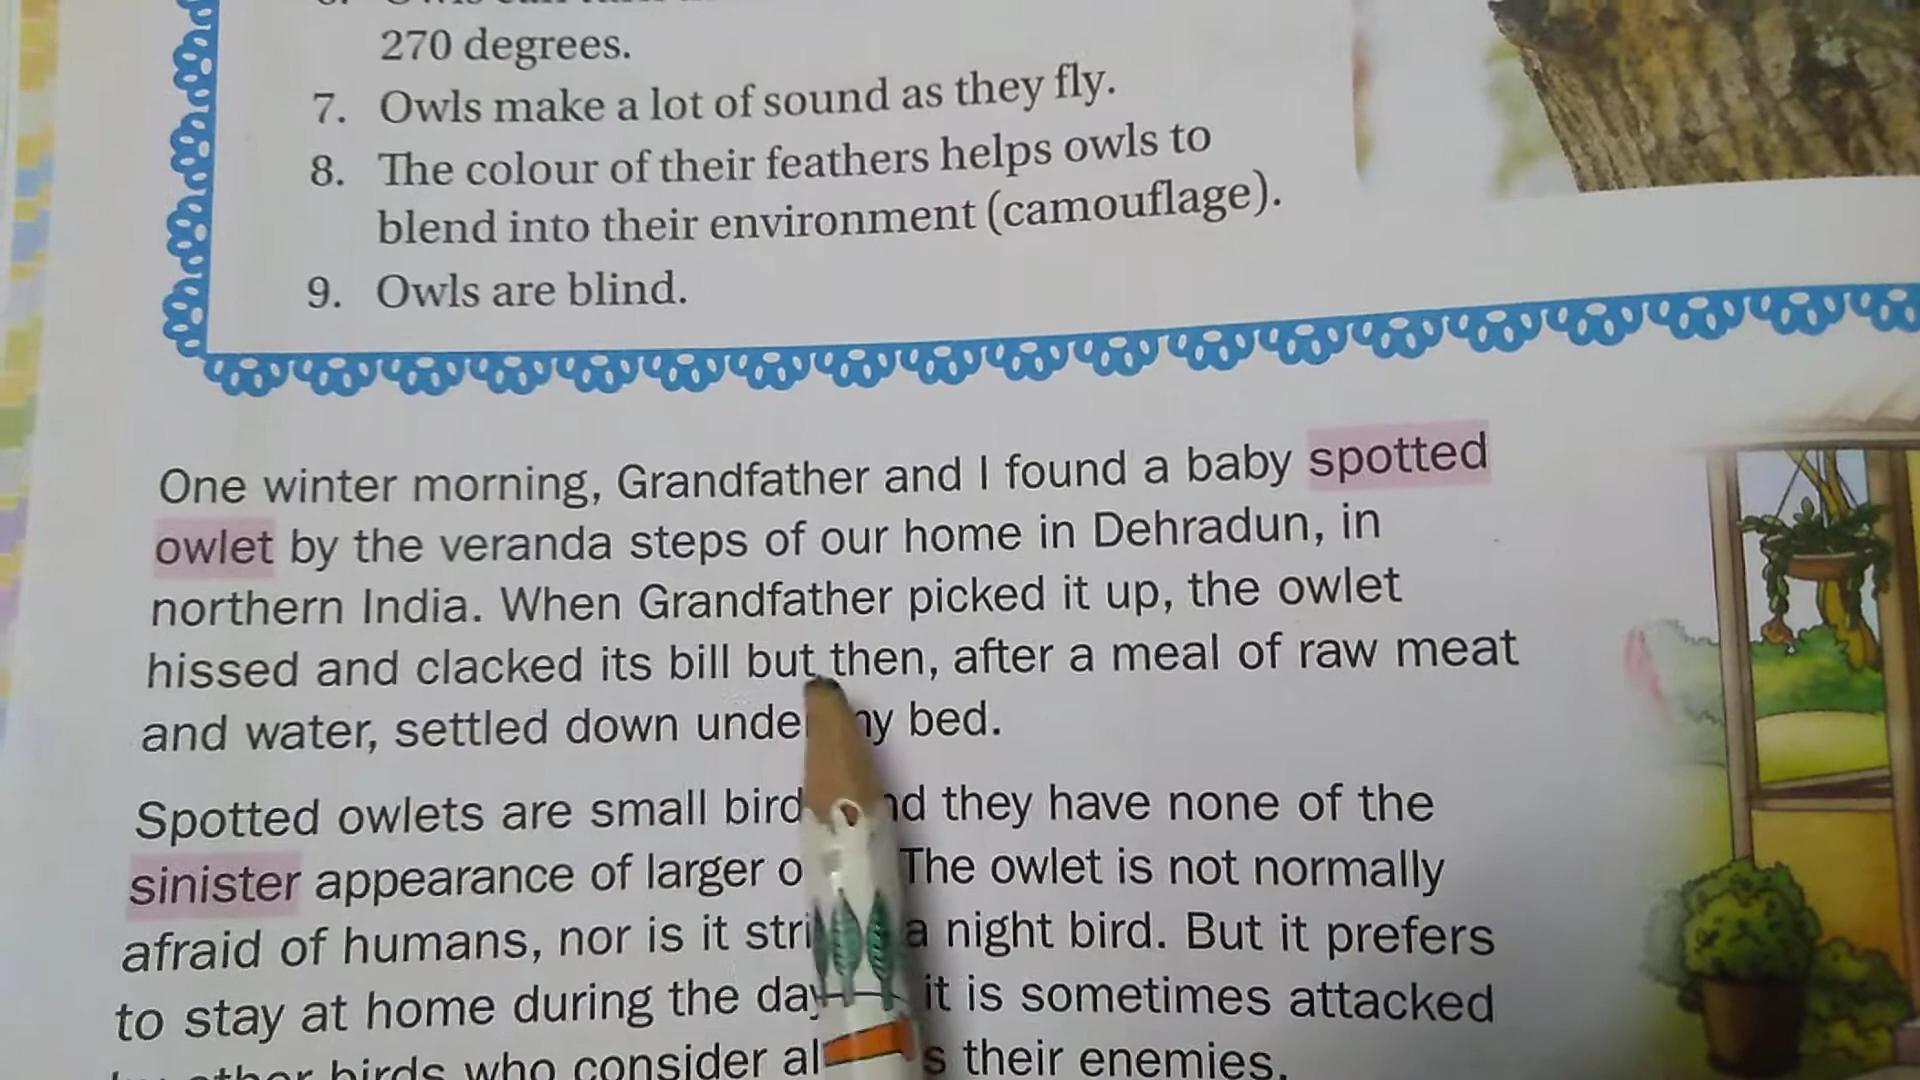 270 degrees.
7. Owls make a lot of sound as they fly.
8. The colour of their feathers helps owls to
blend into their environment (camouflage).
9. Owls are blind.
One winter morning, Grandfather and I found a baby spotted
owlet by the veranda steps of our home in Dehradun, in
northern India. When Grandfather picked it up, the owlet
hissed and clacked its bill but then, after a meal of raw meat
and water, settled down bed.
Spotted owlets are small they have none of the
sinister appearance of larger The owlet is not normally
afraid of humans, nor is it a night bird. But it prefers
to stay at home during the it is sometimes attacked
other birds who consider their enemies.